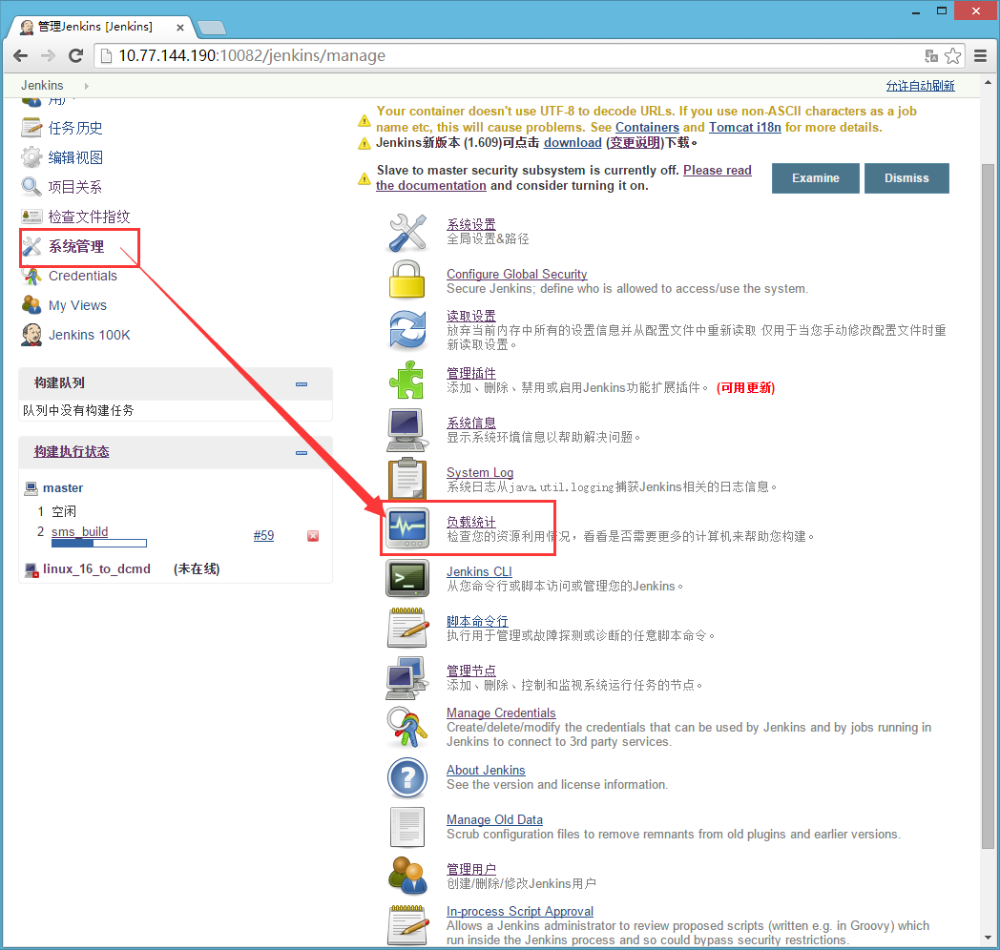 管理Jenkins [Jenkins]
10.77.144.190:10082/jenkins/manage
Jenkins
允许自动刷新
用户
任务历史
编辑视图
项目关系
检查文件指纹
系统管理
Credentials
My Views
Jenkins 100K
构建队列
队列中没有构建任务
构建执行状态
master
1 空闲
2 sms_build #59
linux_16_to_dcmd (未在线)
Your container doesn't use UTF-8 to decode URLs. If you use non-ASCII characters as a job
name etc, this will cause problems. See Containers and Tomcat i18n for more details.
Jenkins新版本 (1.609)可点击 download (变更说明)下载。
Slave to master security subsystem is currently off. Please read
the documentation and consider turning it on.
Examine Dismiss
系统设置
全局设置&路径
Configure Global Security
Secure Jenkins; define who is allowed to access/use the system.
读取设置
放弃当前内存中所有的设置信息并从配置文件中重新读取 仅用于当您手动修改配置文件时重
新读取设置。
管理插件
添加、删除、禁用或启用Jenkins功能扩展插件。 (可用更新)
系统信息
显示系统环境信息以帮助解决问题。
System Log
系统日志从java.util.logging捕获Jenkins相关的日志信息。
负载统计
检查您的资源利用情况，看看是否需要更多的计算机来帮助您构建。
Jenkins CLI
从您命令行或脚本访问或管理您的Jenkins。
脚本命令行
执行用于管理或故障探测或诊断的任意脚本命令。
管理节点
添加、删除、控制和监视系统运行任务的节点。
Manage Credentials
Create/delete/modify the credentials that can be used by Jenkins and by jobs running in
Jenkins to connect to 3rd party services.
About Jenkins
See the version and license information.
Manage Old Data
Scrub configuration files to remove remnants from old plugins and earlier versions.
管理用户
创建/删除/修改Jenkins用户
In-process Script Approval
Allows a Jenkins administrator to review proposed scripts (written e.g. in Groovy) which
run inside the Jenkins process and so could bypass security restrictions.